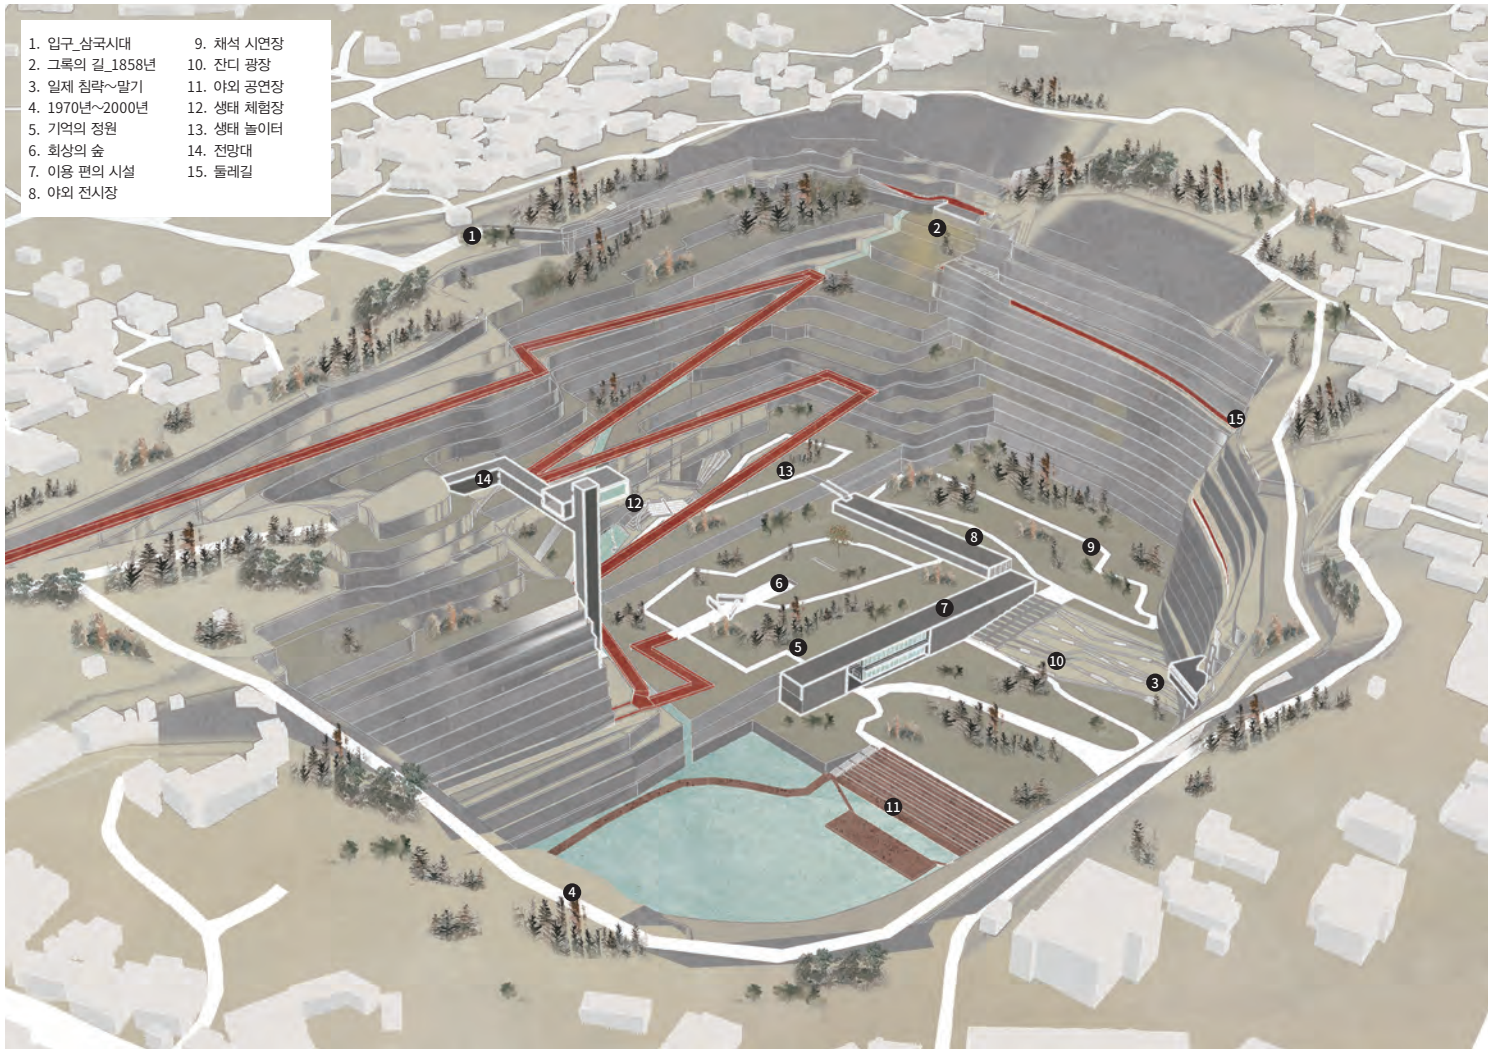 1. 입구_삼국시대
2. 그룩의 길_1858년
3. 일제 침략~말기
4. 1970년~2000년
5. 기억의 정원
6. 회상의 숲
7. 이용 편의 시설
8. 야외 전시장
9. 채석 시연장
10. 잔디 광장
11. 야외 공연장
12. 생태 체험장
13. 생태 놀이터
14. 전망대
15. 둘레길
1
2
15
14
13
12
8
9
6
7
5
10
3
11
4